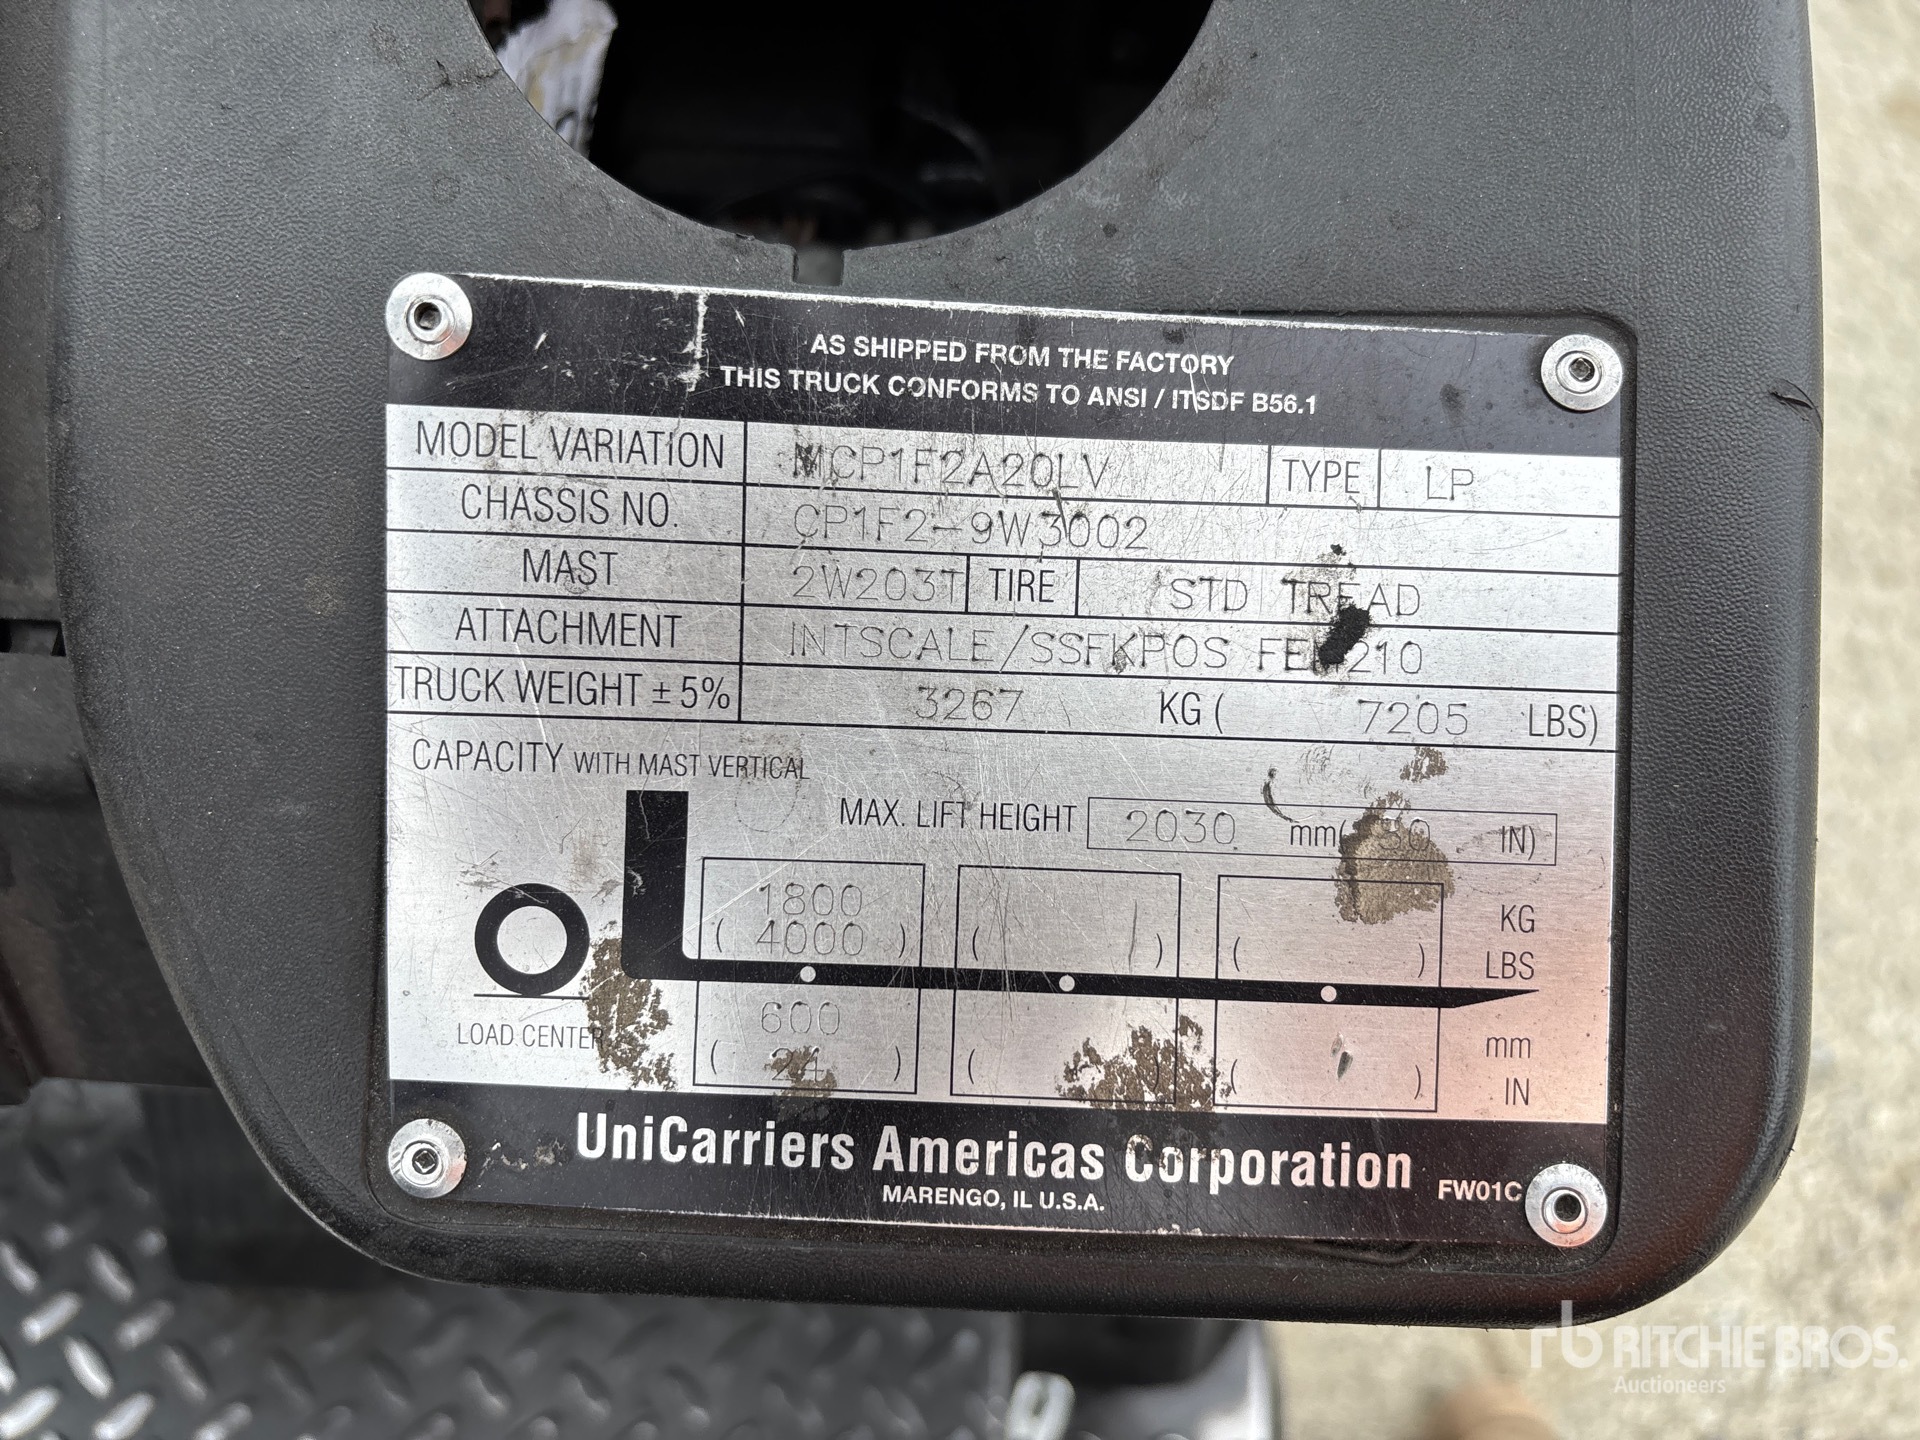 AS SHIPPED FROM THE FACTORY
THIS TRUCK CONFORMS TO ANSI / ITSDF B56.1
MODEL VARIATION MCP1F2A20LV TYPE LP
CHASSIS NO. CP1F2-9W3002
MAST 2W203T TIRE STD TREAD
ATTACHMENT INTSCALE/SSFKPOS
TRUCK WEIGHT ± 5% 3267 KG ( 7205 LBS)
CAPACITY WITH MAST VERTICAL
MAX. LIFT HEIGHT 2030 mm( 80 IN)
1800 KG
( 4000 ) ( ) ( ) LBS
LOAD CENTER 600 mm
( 24 ) ( ) ( ) IN
UniCarriers Americas Corporation
MARENGO, IL U.S.A. FW01C
rb RITCHIE BROS.
Auctioneers